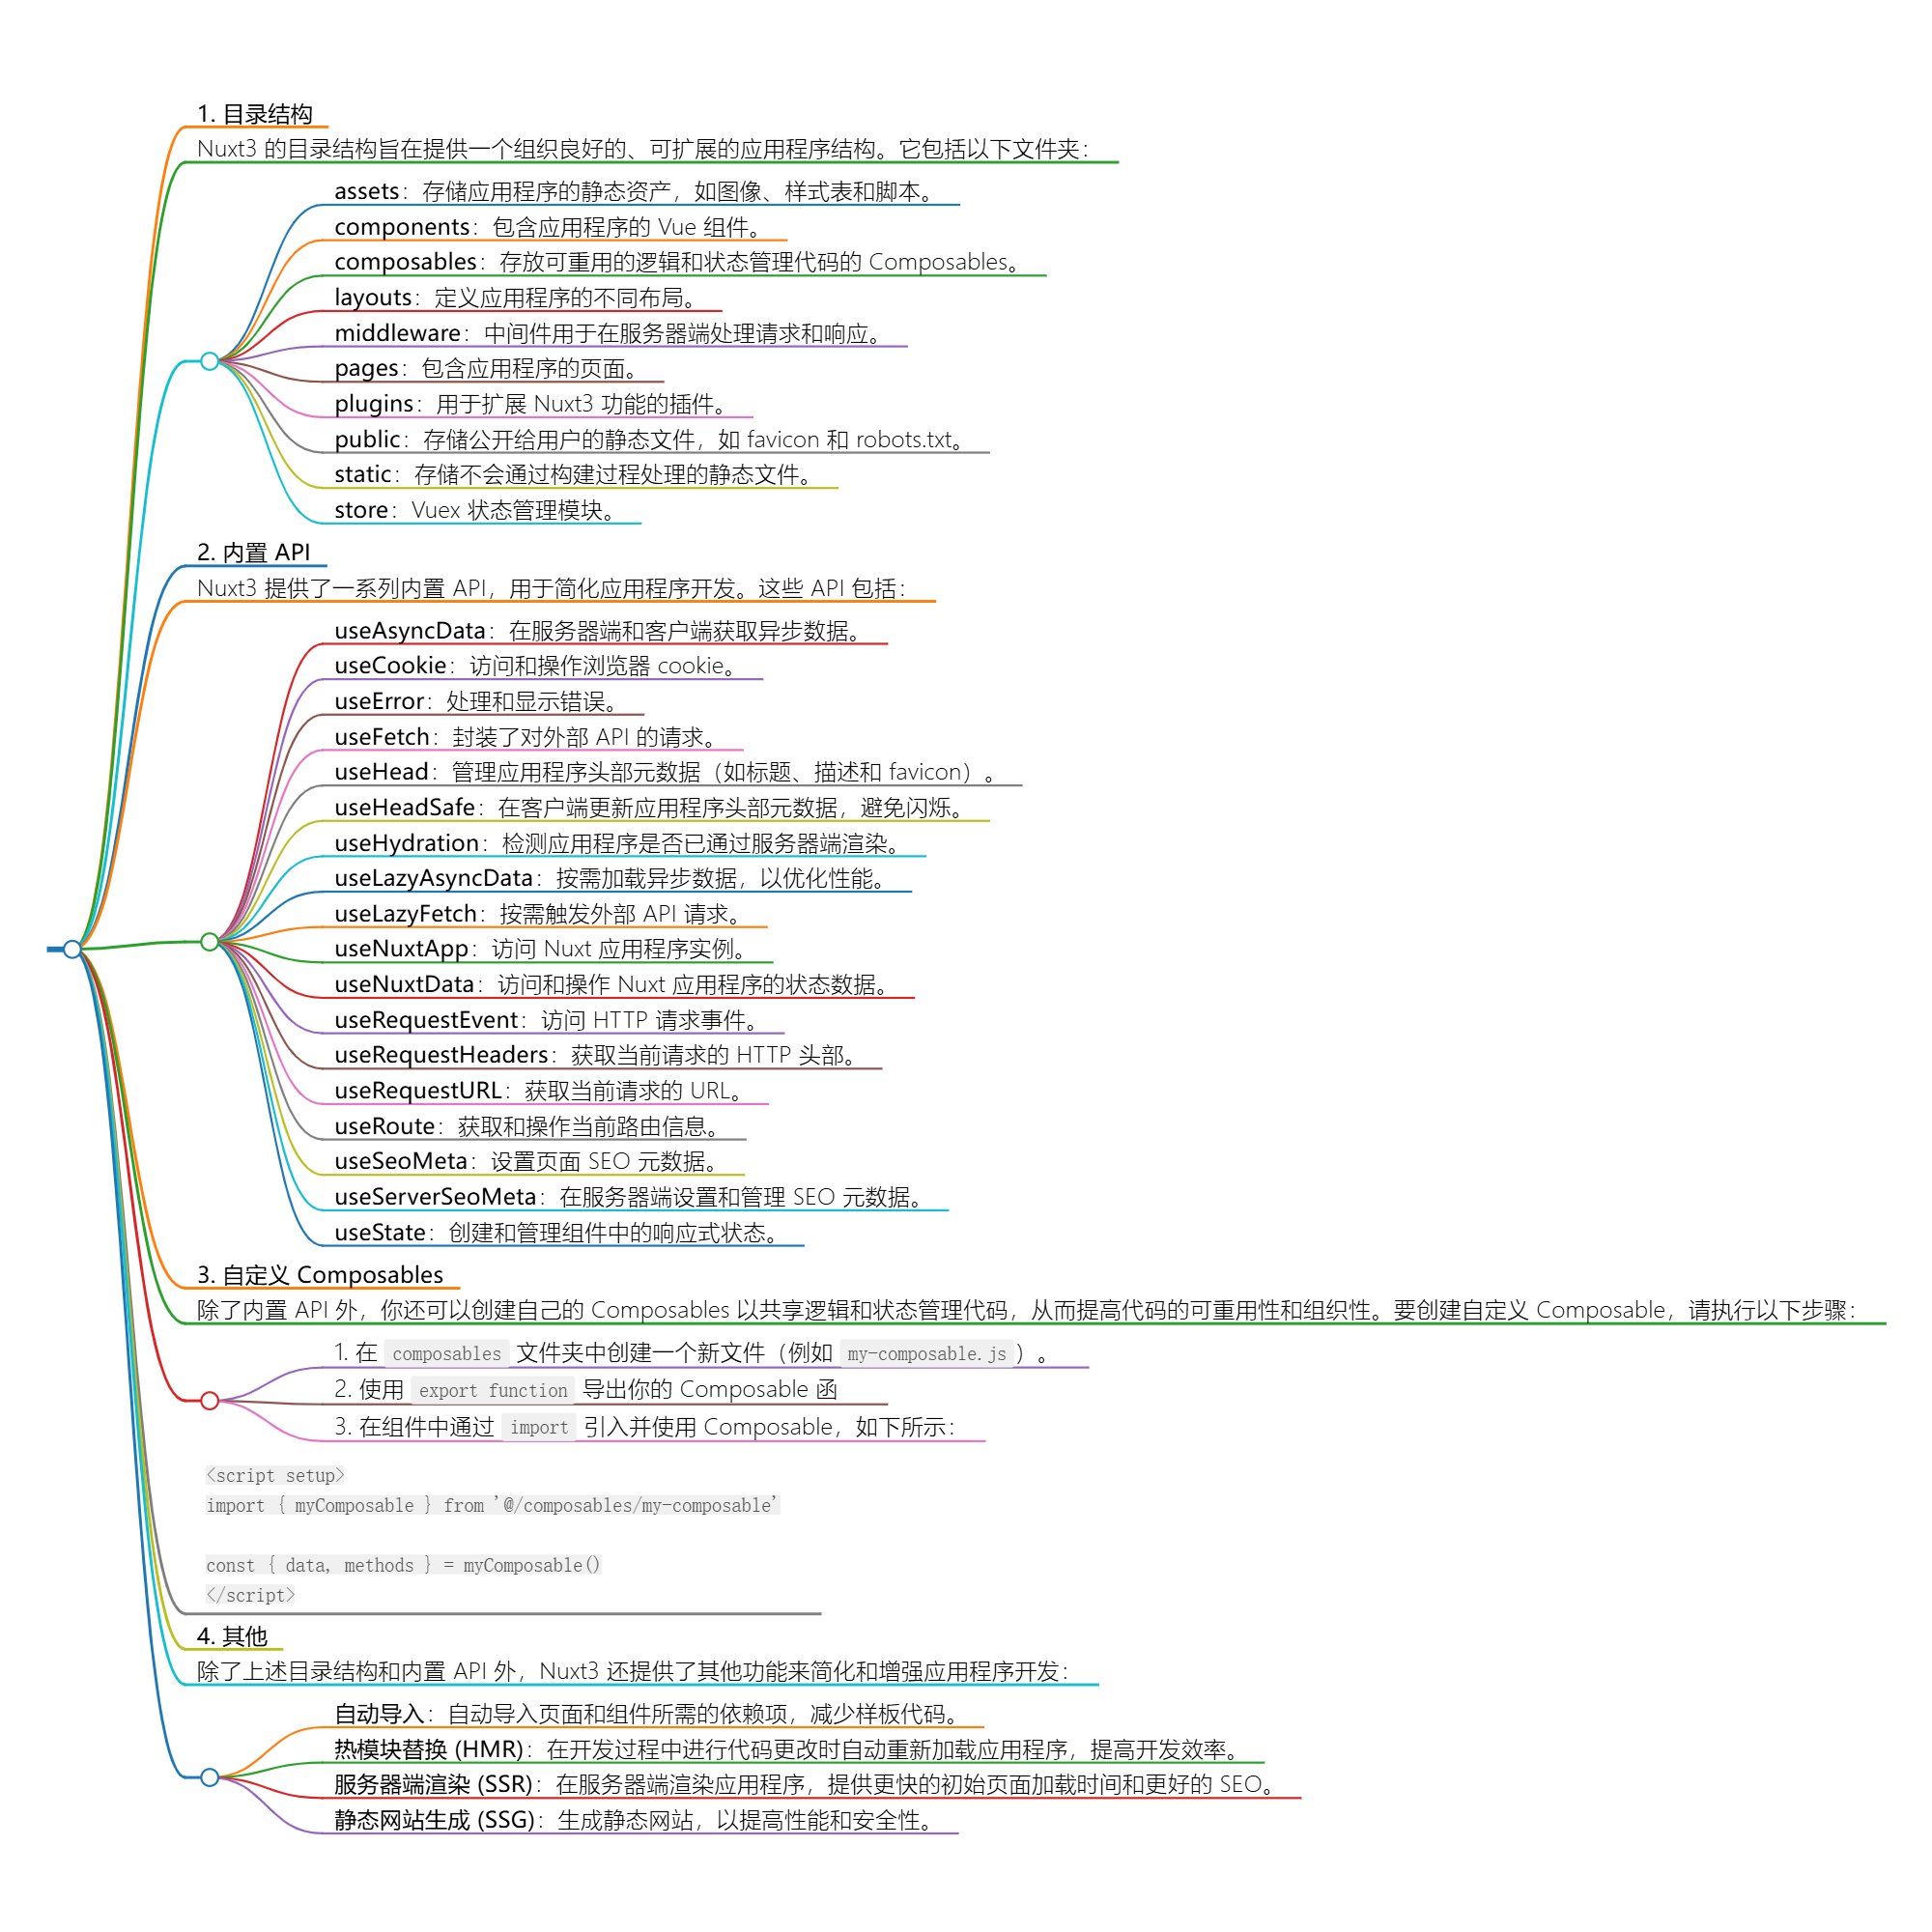 1. 目录结构
Nuxt3 的目录结构旨在提供一个组织良好的、可扩展的应用程序结构。它包括以下文件夹：
assets：存储应用程序的静态资产，如图像、样式表和脚本。
components：包含应用程序的 Vue 组件。
composables：存放可重用的逻辑和状态管理代码的 Composables。
layouts：定义应用程序的不同布局。
middleware：中间件用于在服务器端处理请求和响应。
pages：包含应用程序的页面。
plugins：用于扩展 Nuxt3 功能的插件。
public：存储公开给用户的静态文件，如 favicon 和 robots.txt。
static：存储不会通过构建过程处理的静态文件。
store：Vuex 状态管理模块。
2. 内置 API
Nuxt3 提供了一系列内置 API，用于简化应用程序开发。这些 API 包括：
useAsyncData：在服务器端和客户端获取异步数据。
useCookie：访问和操作浏览器 cookie。
useError：处理和显示错误。
useFetch：封装了对外部 API 的请求。
useHead：管理应用程序头部元数据（如标题、描述和 favicon）。
useHeadSafe：在客户端更新应用程序头部元数据，避免闪烁。
useHydration：检测应用程序是否已通过服务器端渲染。
useLazyAsyncData：按需加载异步数据，以优化性能。
useLazyFetch：按需触发外部 API 请求。
useNuxtApp：访问 Nuxt 应用程序实例。
useNuxtData：访问和操作 Nuxt 应用程序的状态数据。
useRequestEvent：访问 HTTP 请求事件。
useRequestHeaders：获取当前请求的 HTTP 头部。
useRequestURL：获取当前请求的 URL。
useRoute：获取和操作当前路由信息。
useSeoMeta：设置页面 SEO 元数据。
useServerSeoMeta：在服务器端设置和管理 SEO 元数据。
useState：创建和管理组件中的响应式状态。
3. 自定义 Composables
除了内置 API 外，你还可以创建自己的 Composables 以共享逻辑和状态管理代码，从而提高代码的可重用性和组织性。要创建自定义 Composable，请执行以下步骤：
1. 在 composables 文件夹中创建一个新文件（例如 my-composable.js）。
2. 使用 export function 导出你的 Composable 函
3. 在组件中通过 import 引入并使用 Composable，如下所示：
<script setup>
import { myComposable } from '@/composables/my-composable'
const { data, methods } = myComposable()
</script>
4. 其他
除了上述目录结构和内置 API 外，Nuxt3 还提供了其他功能来简化和增强应用程序开发：
自动导入：自动导入页面和组件所需的依赖项，减少样板代码。
热模块替换 (HMR)：在开发过程中进行代码更改时自动重新加载应用程序，提高开发效率。
服务器端渲染 (SSR)：在服务器端渲染应用程序，提供更快的初始页面加载时间和更好的 SEO。
静态网站生成 (SSG)：生成静态网站，以提高性能和安全性。